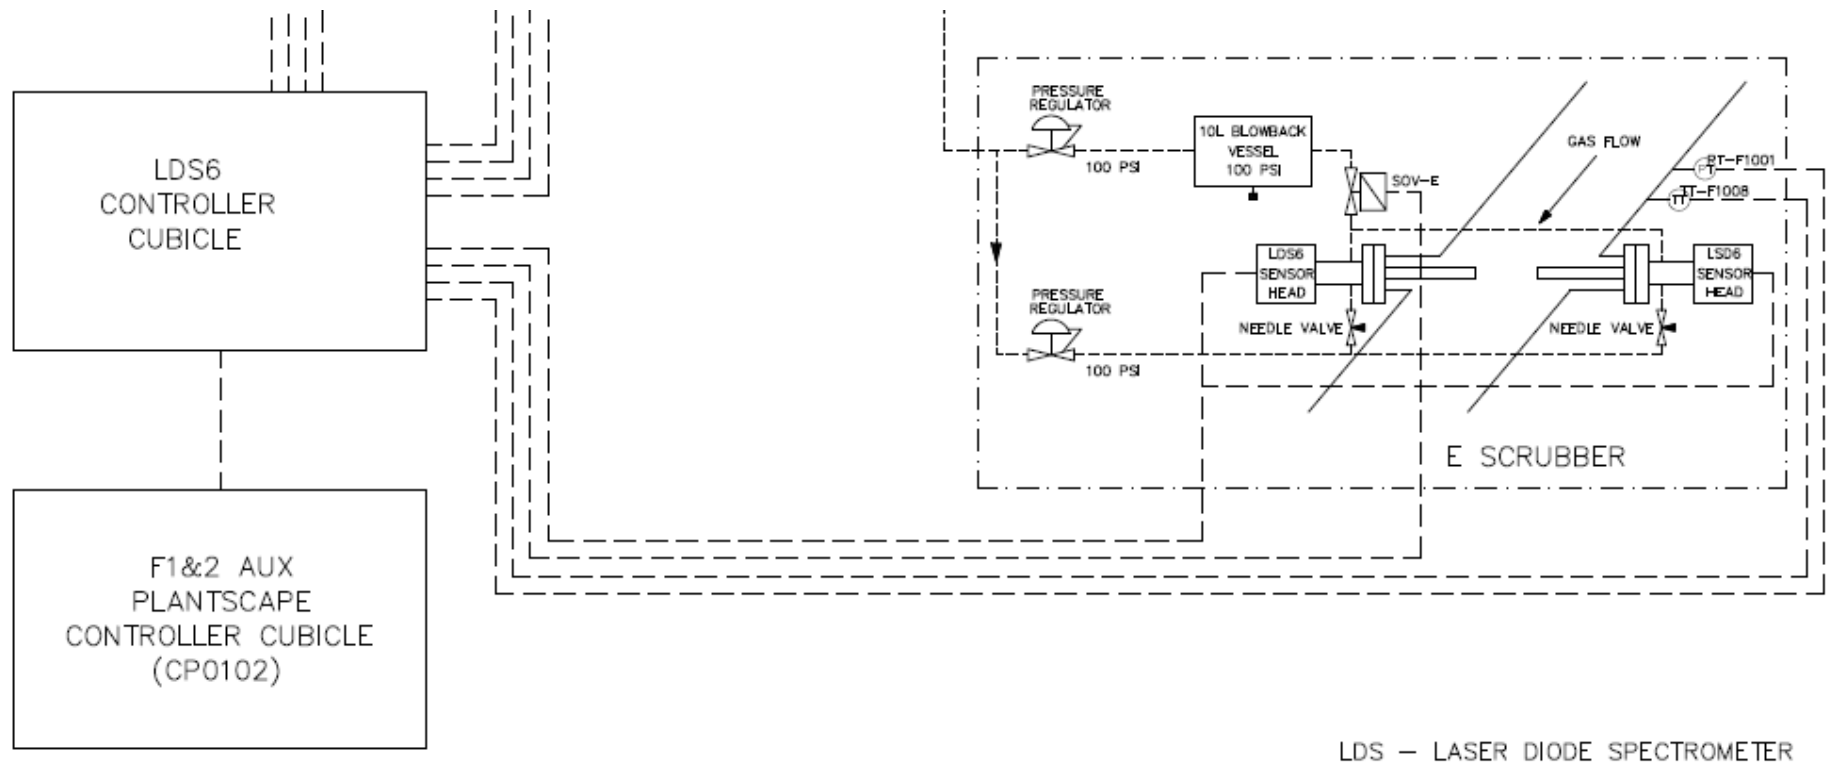 LDS6
CONTROLLER
CUBICLE
F1&2 AUX
PLANTSCAPE
CONTROLLER CUBICLE
(CP0102)
PRESSURE
REGULATOR
100 PSI
10L BLOWBACK
VESSEL
100 PSI
SOV-E
GAS FLOW
PT
PT-F1001
TT
TT-F1008
LDS6
SENSOR
HEAD
LSD6
SENSOR
HEAD
PRESSURE
REGULATOR
100 PSI
NEEDLE VALVE
NEEDLE VALVE
E SCRUBBER
LDS – LASER DIODE SPECTROMETER